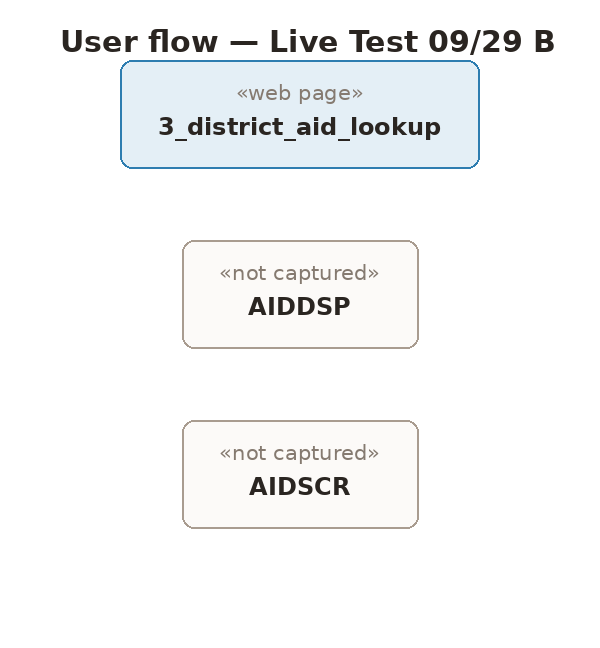 User flow — Live Test 09/29 B
«web page»
3_district_aid_lookup
«not captured»
AIDDSP
«not captured»
AIDSCR